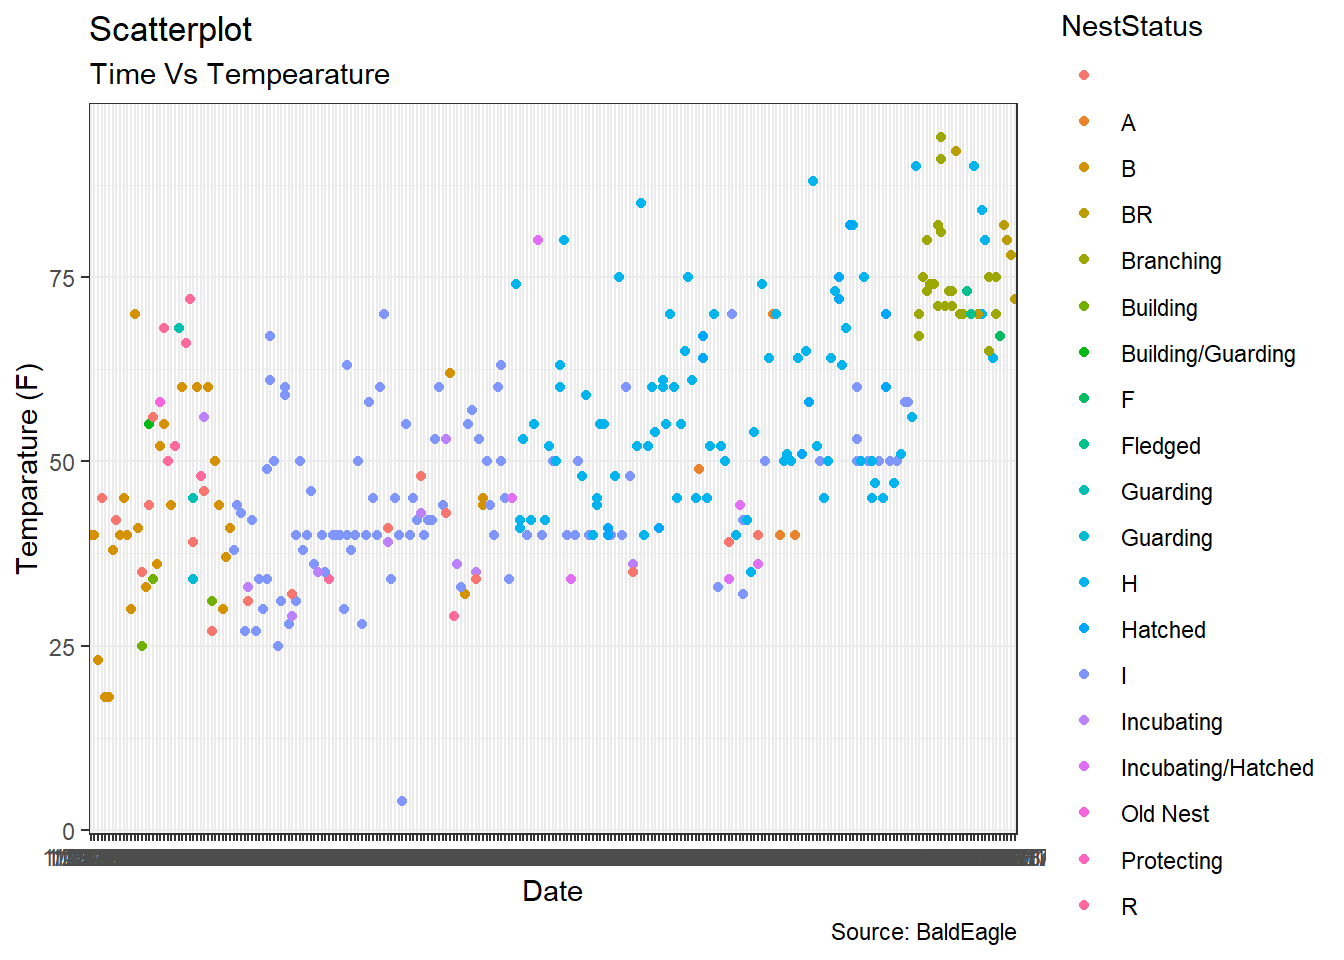 Scatterplot
Time Vs Tempearature
NestStatus
A
B
BR
Branching
Building
Building/Guarding
F
Fledged
Guarding
Guarding
H
Hatched
I
Incubating
Incubating/Hatched
Old Nest
Protecting
R
Temparature (F)
75
50
25
0
Date
Source: BaldEagle